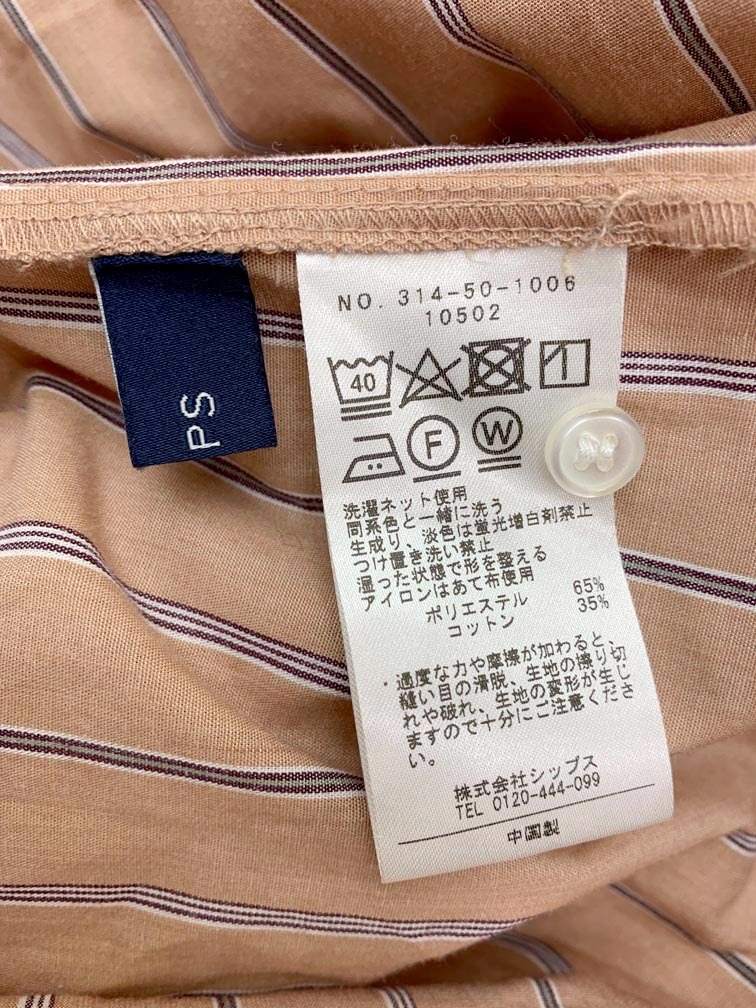 NO. 314-50-1006
10502
40
F
W
PS
洗濯ネット使用
同系色と一緒に洗う
生成り、淡色は蛍光増白剤禁止
つけ置き洗い禁止
湿った状態で形を整える
アイロンはあて布使用
ポリエステル 65%
コットン 35%
・過度な力や摩擦が加わると、
縫い目の滑脱、生地の擦り切
れや破れ、生地の変形が生じ
ますので十分にご注意くださ
い。
株式会社シップス
TEL 0120-444-099
中国製